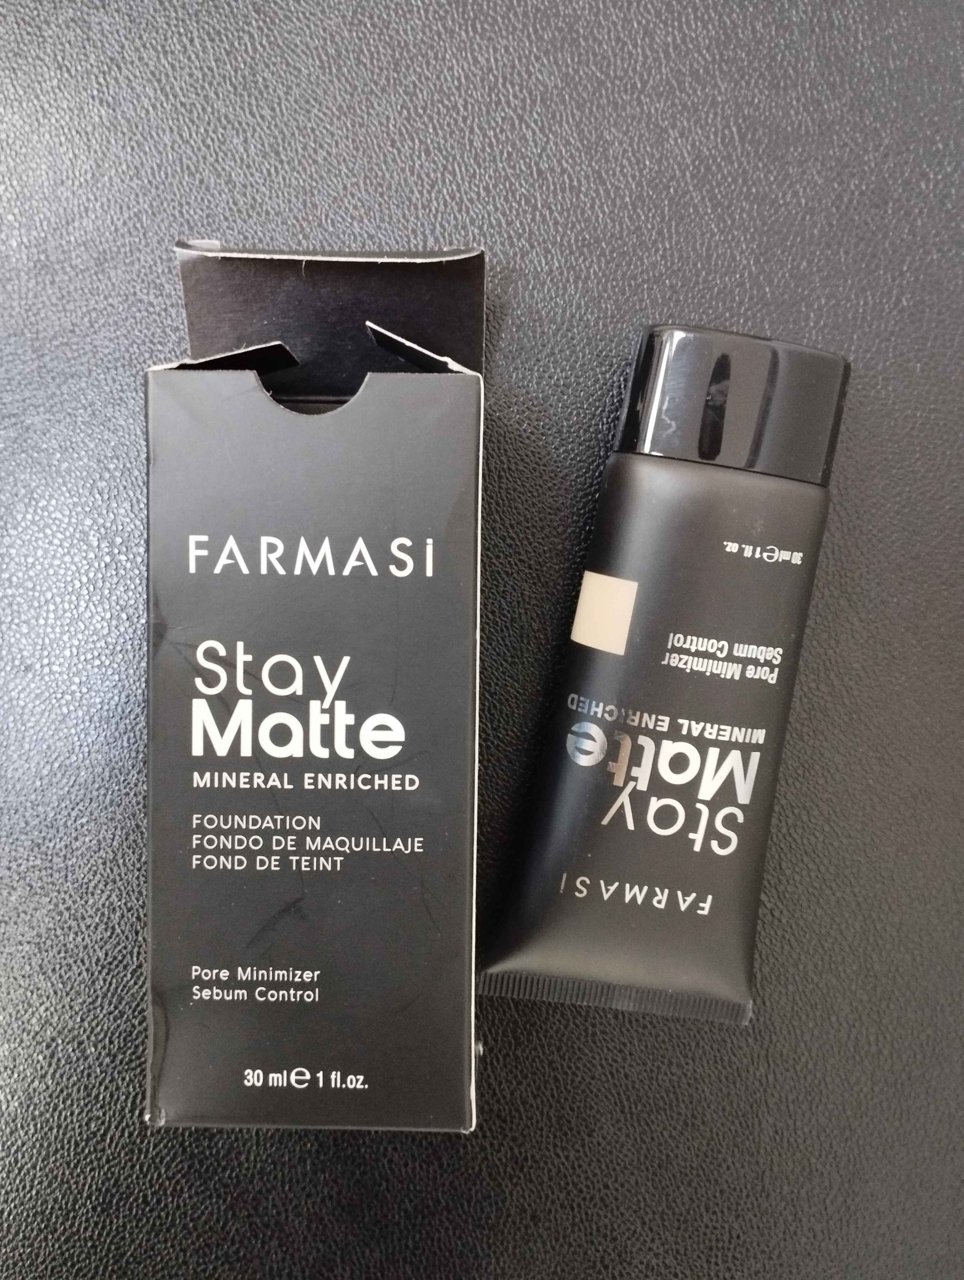 FARMASi
Stay
Matte
MINERAL ENRICHED
FOUNDATION
FONDO DE MAQUILLAJE
FOND DE TEINT
Pore Minimizer
Sebum Control
30 ml℮1 fl.oz.
FARMASi
Stay
Matte
MINERAL ENRICHED
Pore Minimizer
Sebum Control
30 ml℮1 fl. oz.